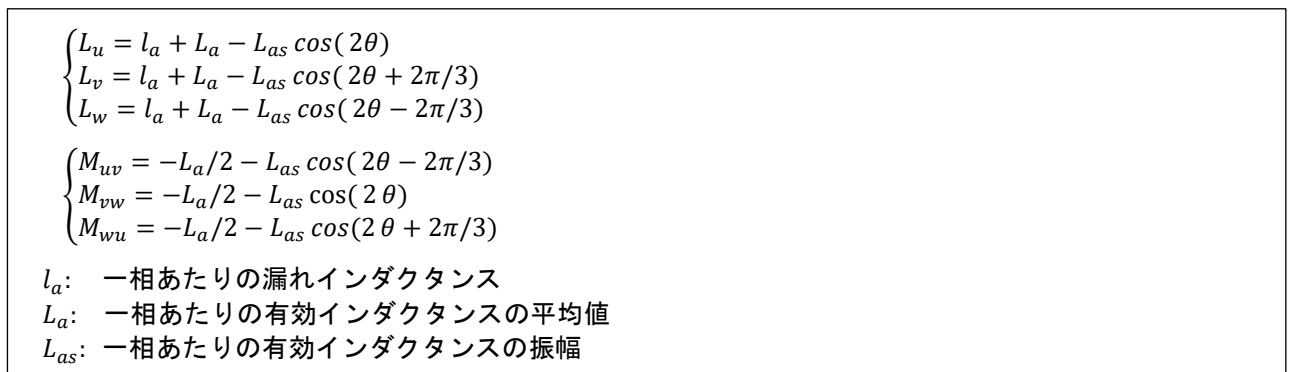 L_u = l_a + L_a − L_as cos( 2θ)
L_v = l_a + L_a − L_as cos( 2θ + 2π/3)
L_w = l_a + L_a − L_as cos( 2θ − 2π/3)
M_uv = −L_a/2 − L_as cos( 2θ − 2π/3)
M_vw = −L_a/2 − L_as cos( 2 θ)
M_wu = −L_a/2 − L_as cos(2 θ + 2π/3)
l_a: 一相あたりの漏れインダクタンス
L_a: 一相あたりの有効インダクタンスの平均値
L_as: 一相あたりの有効インダクタンスの振幅